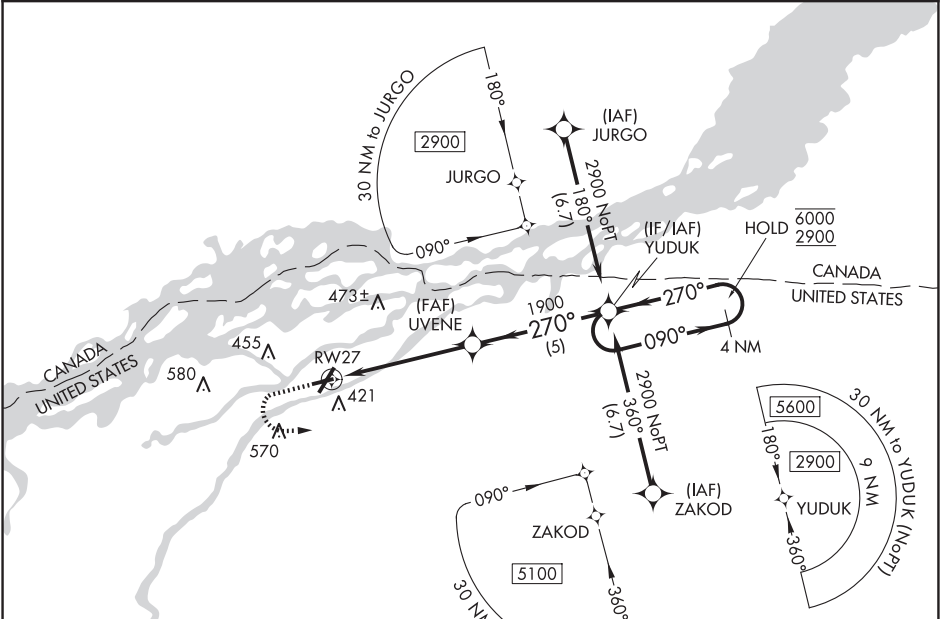 30 NM to JURGO
180°
2900
JURGO
090°
(IAF)
JURGO
2900 NoPT
180°
(6.7)
(IF/IAF)
YUDUK
HOLD
6000
2900
CANADA
UNITED STATES
270°
090°
4 NM
473±
(FAF)
UVENE
1900
270°
(5)
CANADA
UNITED STATES
455
580
RW27
421
570
2900 NoPT
360°
(6.7)
(IAF)
ZAKOD
090°
ZAKOD
5100
360°
30 NM
5600
180°
2900
9 NM
YUDUK
360°
30 NM to YUDUK (NoPT)